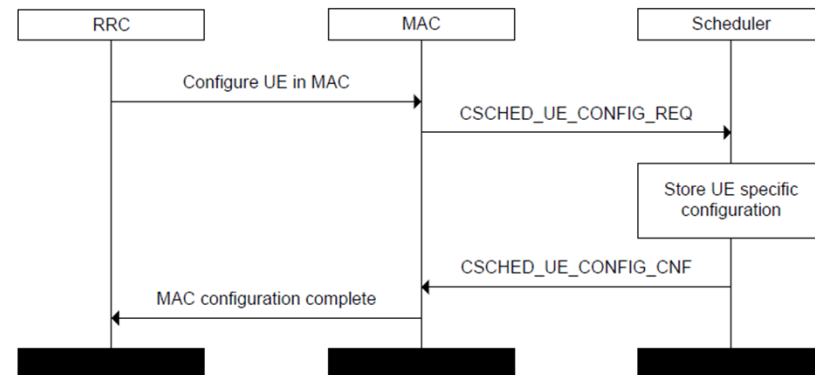 RRC
MAC
Scheduler
Configure UE in MAC
CSCHED_UE_CONFIG_REQ
Store UE specific
configuration
CSCHED_UE_CONFIG_CNF
MAC configuration complete